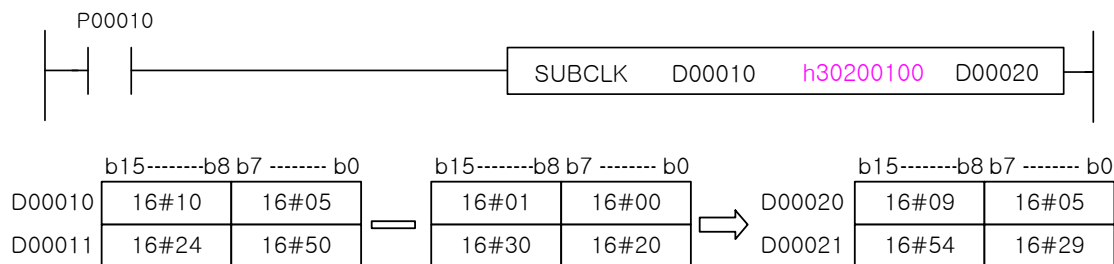 P00010
SUBCLK D00010 h30200100 D00020
b15--------b8 b7 -------- b0 b15--------b8 b7 -------- b0 b15--------b8 b7 -------- b0
D00010 16#10 16#05 16#01 16#00 D00020 16#09 16#05
D00011 16#24 16#50 16#30 16#20 D00021 16#54 16#29